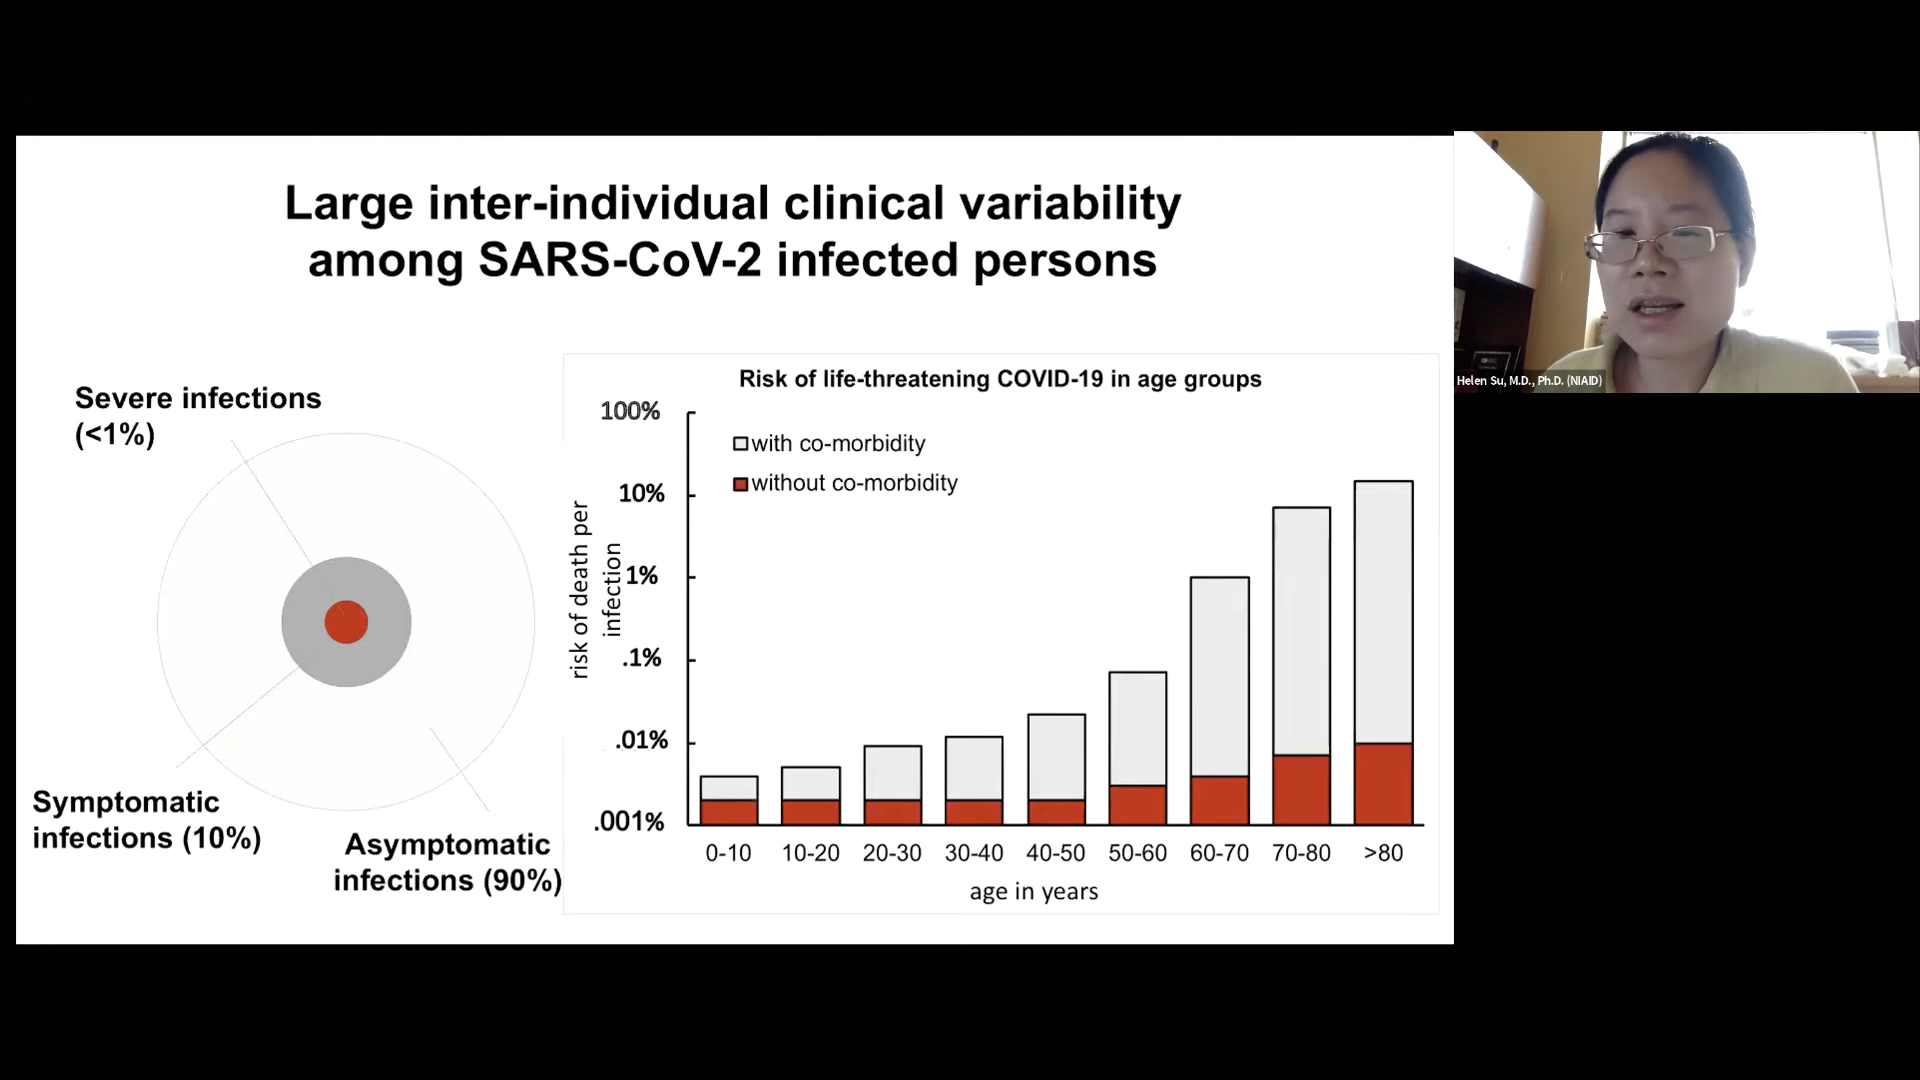 Large inter-individual clinical variability
among SARS-CoV-2 infected persons
Severe infections
(<1%)
Symptomatic
infections (10%)
Asymptomatic
infections (90%)
Risk of life-threatening COVID-19 in age groups
100%
10%
1%
.1%
.01%
.001%
risk of death per
infection
with co-morbidity
without co-morbidity
0-10
10-20
20-30
30-40
40-50
50-60
60-70
70-80
>80
age in years
Helen Su, M.D., Ph.D. (NIAID)